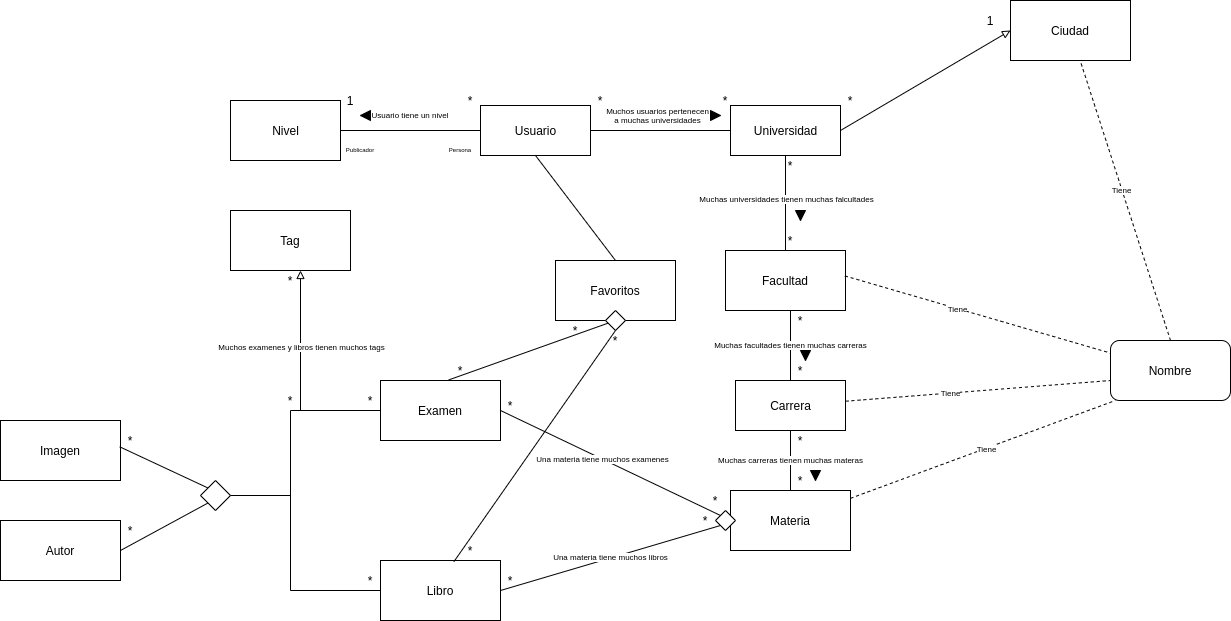 1
Ciudad
1
*
*
*
*
Usuario tiene un nivel
Muchos usuarios pertenecen
a muchas universidades
Nivel
Usuario
Universidad
Publicador
Persona
*
Muchas universidades tienen muchas falcultades
Tiene
*
Tag
*
Favoritos
Facultad
Tiene
*
*
*
Muchos examenes y libros tienen muchos tags
Muchas facultades tienen muchas carreras
*
*
Nombre
*
*
*
Examen
Carrera
Tiene
*
*
Imagen
Una materia tiene muchos examenes
Muchas carreras tienen muchas materas
Tiene
*
*
*
Materia
*
Autor
*
Una materia tiene muchos libros
*
*
Libro